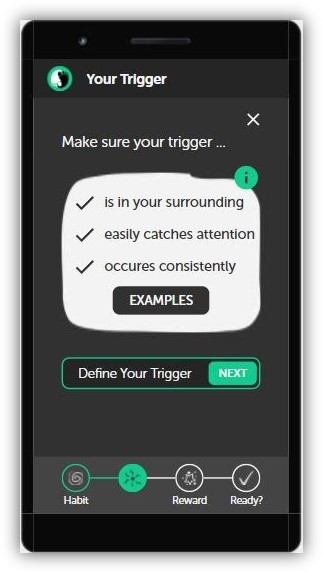 Your Trigger
Make sure your trigger ...
is in your surrounding
easily catches attention
occures consistently
EXAMPLES
Define Your Trigger NEXT
Habit Reward Ready?